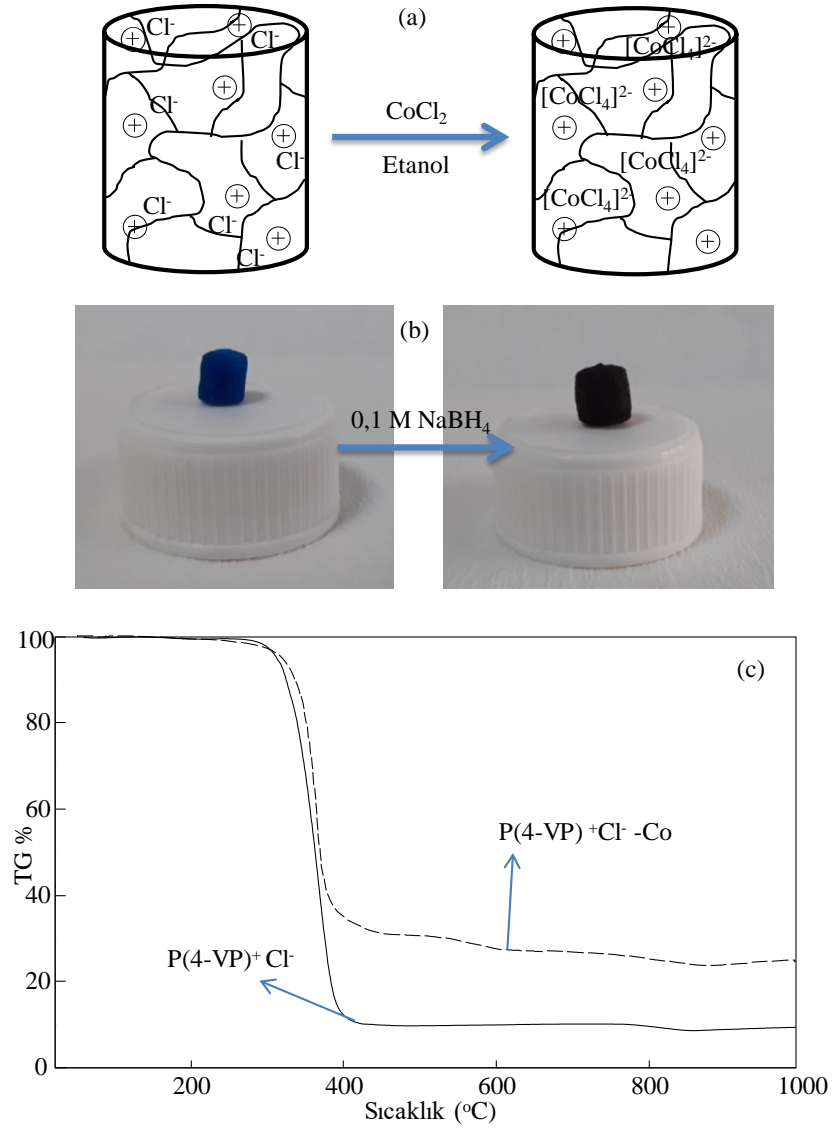 (a)
Cl⁻
Cl⁻
Cl⁻
Cl⁻
Cl⁻
Cl⁻
Cl⁻
CoCl₂
Etanol
[CoCl₄]²⁻
[CoCl₄]²⁻
[CoCl₄]²⁻
[CoCl₄]²⁻
(b)
0,1 M NaBH₄
(c)
100
80
60
40
20
0
TG %
P(4-VP) ⁺Cl⁻ -Co
P(4-VP)⁺ Cl⁻
200
400
600
800
1000
Sıcaklık (ᵒC)